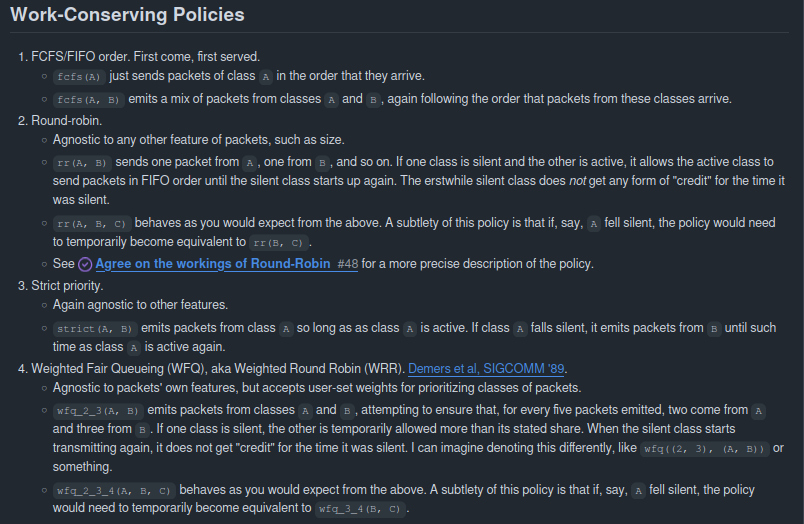 Work-Conserving Policies
1. FCFS/FIFO order. First come, first served.
○ fcfs(A) just sends packets of class A in the order that they arrive.
○ fcfs(A, B) emits a mix of packets from classes A and B, again following the order that packets from these classes arrive.
2. Round-robin.
○ Agnostic to any other feature of packets, such as size.
○ rr(A, B) sends one packet from A, one from B, and so on. If one class is silent and the other is active, it allows the active class to
send packets in FIFO order until the silent class starts up again. The erstwhile silent class does not get any form of "credit" for the time it
was silent.
○ rr(A, B, C) behaves as you would expect from the above. A subtlety of this policy is that if, say, A fell silent, the policy would need
to temporarily become equivalent to rr(B, C).
○ See Agree on the workings of Round-Robin #48 for a more precise description of the policy.
3. Strict priority.
○ Again agnostic to other features.
○ strict(A, B) emits packets from class A so long as as class A is active. If class A falls silent, it emits packets from B until such
time as class A is active again.
4. Weighted Fair Queueing (WFQ), aka Weighted Round Robin (WRR). Demers et al, SIGCOMM '89.
○ Agnostic to packets' own features, but accepts user-set weights for prioritizing classes of packets.
○ wfq_2_3(A, B) emits packets from classes A and B, attempting to ensure that, for every five packets emitted, two come from A
and three from B. If one class is silent, the other is temporarily allowed more than its stated share. When the silent class starts
transmitting again, it does not get "credit" for the time it was silent. I can imagine denoting this differently, like wfq((2, 3), (A, B)) or
something.
○ wfq_2_3_4(A, B, C) behaves as you would expect from the above. A subtlety of this policy is that if, say, A fell silent, the policy
would need to temporarily become equivalent to wfq_3_4(B, C).